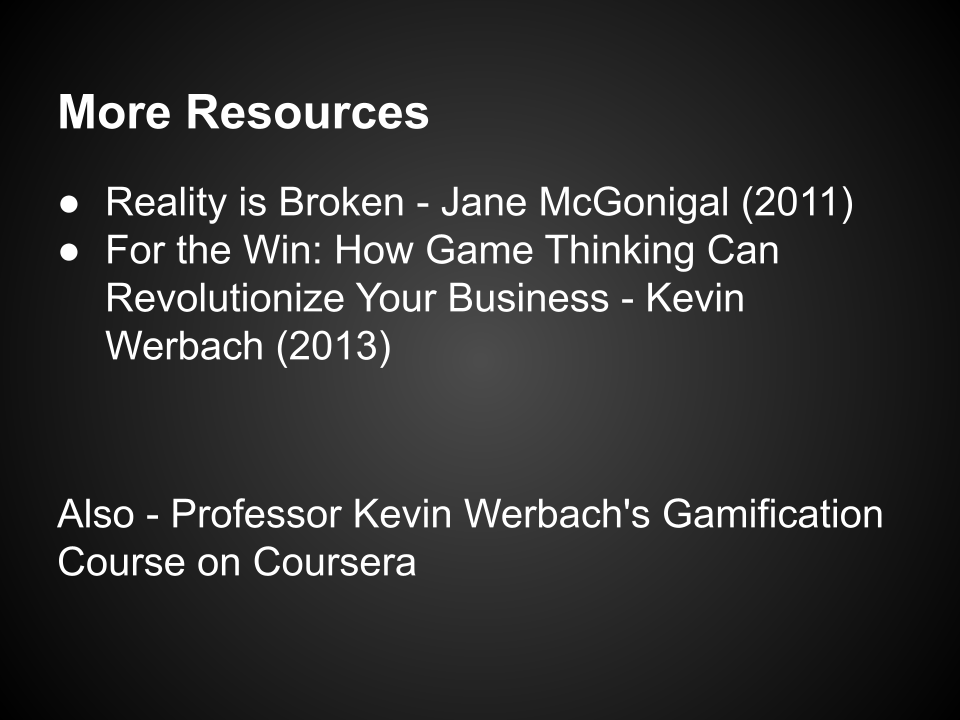 More Resources
● Reality is Broken - Jane McGonigal (2011)
● For the Win: How Game Thinking Can
Revolutionize Your Business - Kevin
Werbach (2013)
Also - Professor Kevin Werbach's Gamification
Course on Coursera